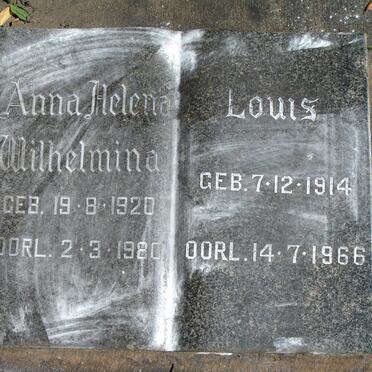 Anna Helena
Wilhelmina
GEB. 19·8·1920
OORL. 2·3·1980
Louis
GEB. 7·12·1914
OORL. 14·7·1966